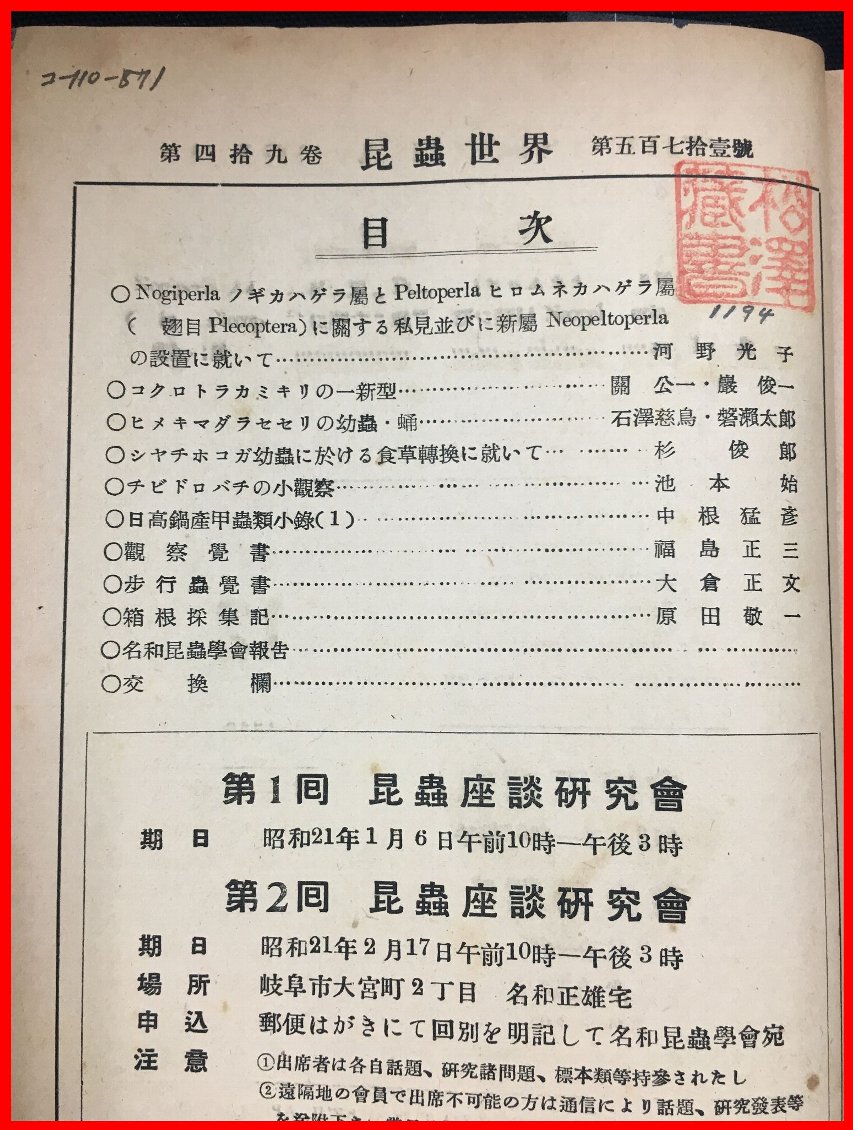 コ-110-571
第四拾九卷 昆蟲世界 第五百七拾壹號
藏書
1194
目次
○Nogiperla ノギカハゲラ屬と Peltoperla ヒロムネカハゲラ屬
( 翅目 Plecoptera) に關する私見並びに新屬 Neopeltoperla
の設置に就いて…………河野光子
○コクロトラカミキリの一新型…………關 公一・巖 俊一
○ヒメキマダラセセリの幼蟲・蛹…………石澤慈鳥・磐瀨太郎
○シヤチホコガ幼蟲に於ける食草轉換に就いて…………杉 俊郎
○チビドロバチの小觀察…………池本始
○日高鍋產甲蟲類小錄(1)…………中根猛彥
○觀察覺書…………福島正三
○步行蟲覺書…………大倉正文
○箱根採集記…………原田敬一
○名和昆蟲學會報告…………
○交換欄…………
第1回 昆蟲座談硏究會
期日 昭和21年1月6日午前10時―午後3時
第2回 昆蟲座談硏究會
期日 昭和21年2月17日午前10時―午後3時
場所 岐阜市大宮町2丁目 名和正雄宅
申込 郵便はがきにて回別を明記して名和昆蟲學會宛
注意 ①出席者は各自話題、硏究諸問題、標本類等持參されたし
②遠隔地の會員で出席不可能の方は通信により話題、硏究發表等